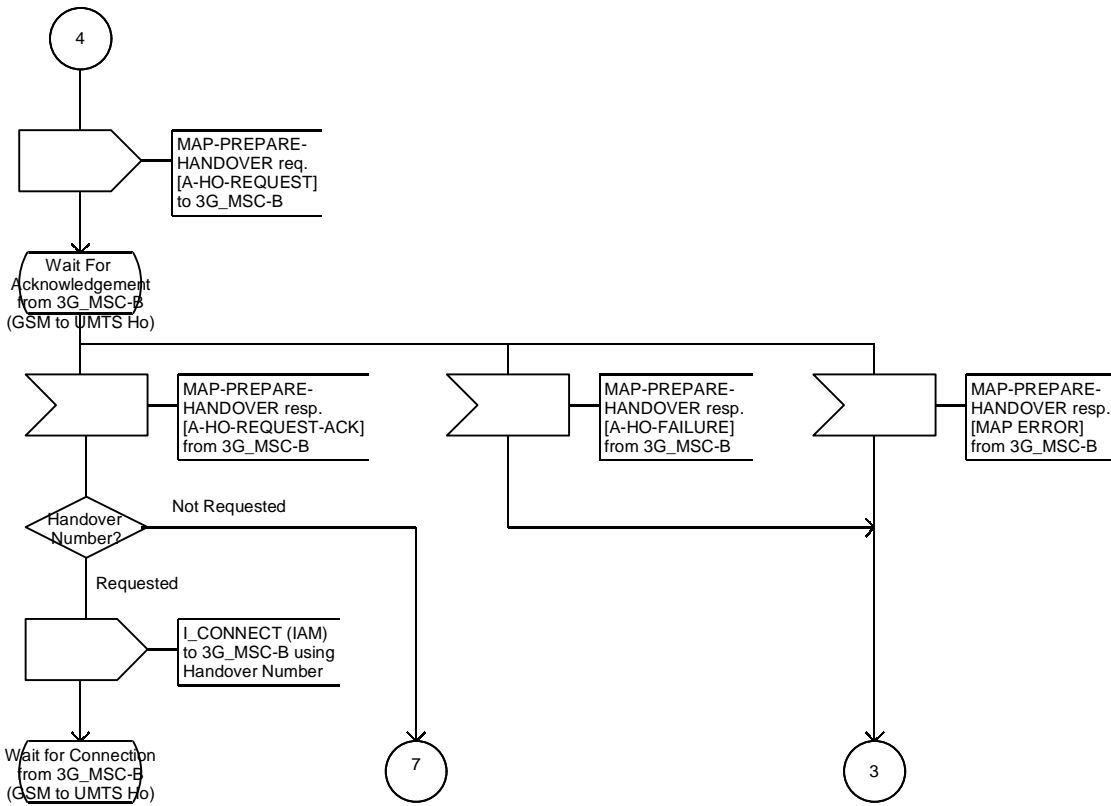 4
MAP-PREPARE-
HANDOVER req.
[A-HO-REQUEST]
to 3G_MSC-B
Wait For
Acknowledgement
from 3G_MSC-B
(GSM to UMTS Ho)
MAP-PREPARE-
HANDOVER resp.
[A-HO-REQUEST-ACK]
from 3G_MSC-B
MAP-PREPARE-
HANDOVER resp.
[A-HO-FAILURE]
from 3G_MSC-B
MAP-PREPARE-
HANDOVER resp.
[MAP ERROR]
from 3G_MSC-B
Handover
Number?
Not Requested
Requested
I_CONNECT (IAM)
to 3G_MSC-B using
Handover Number
Wait for Connection
from 3G_MSC-B
(GSM to UMTS Ho)
7
3